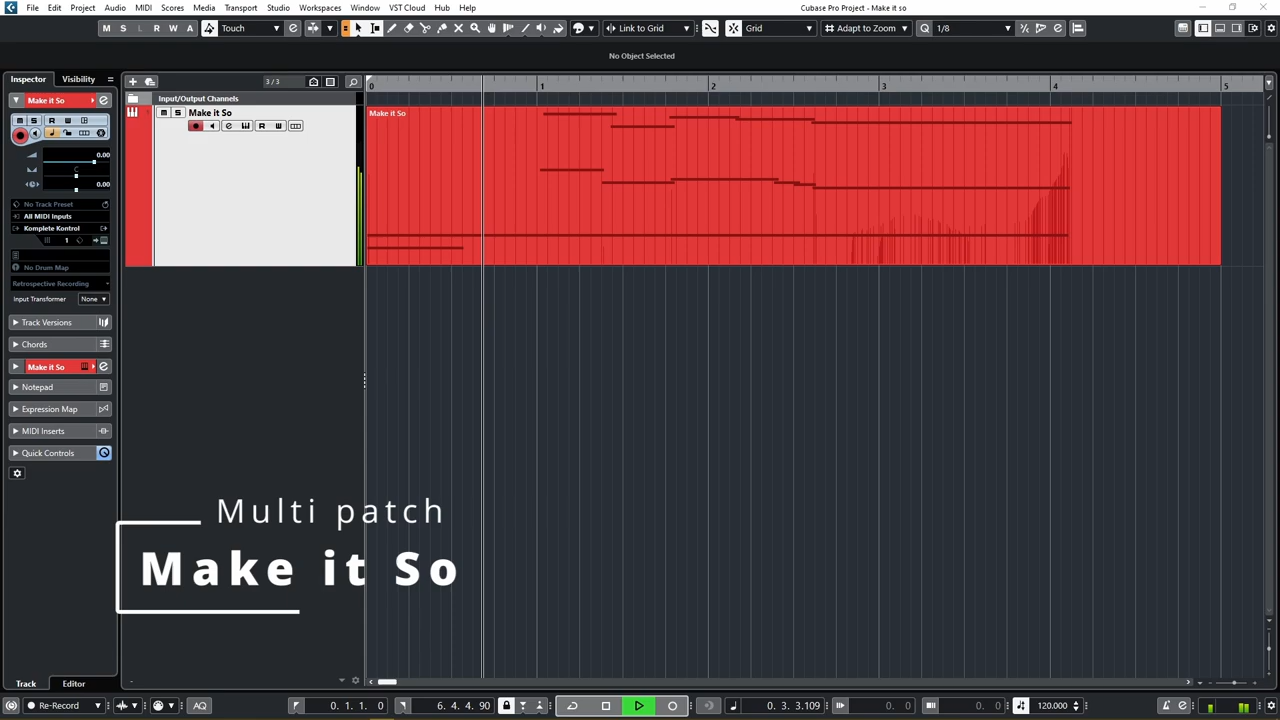 File Edit Project Audio MIDI Scores Media Transport Studio Workspaces Window VST Cloud Hub Help
Cubase Pro Project - Make it so
M S L R W A Touch Link to Grid Grid Adapt to Zoom Q 1/8
No Object Selected
Inspector Visibility
3/3
0 1 2 3 4 5
Input/Output Channels
Make it So
M S Make it So
R W
Make it So
M S R W
0.00
C
0.00
No Track Preset
All MIDI Inputs
Komplete Kontrol
1
No Drum Map
Retrospective Recording
Input Transformer None
Track Versions
Chords
Make it So
Notepad
Expression Map
MIDI Inserts
Quick Controls
Multi patch
Make it So
Track Editor
Re-Record AQ 0. 1. 1. 0 6. 4. 4. 90 0. 3. 3.109 0. 0 0. 0 120.000